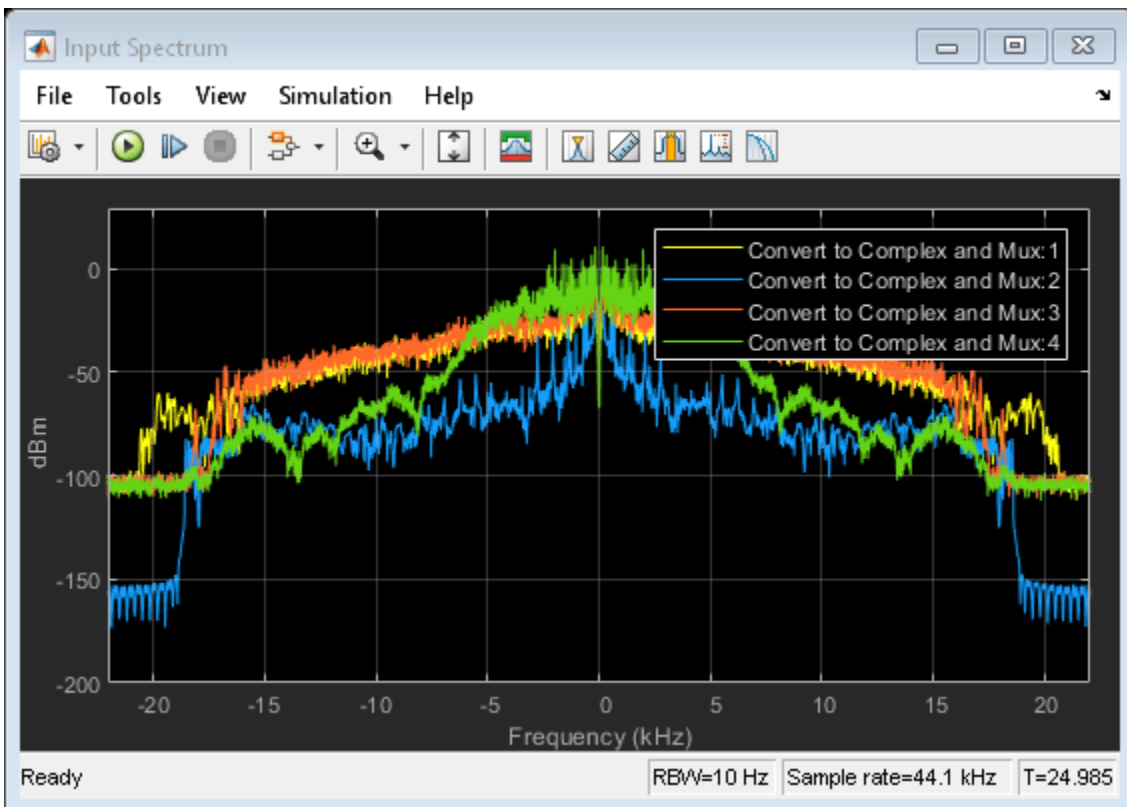 Input Spectrum
File Tools View Simulation Help
Convert to Complex and Mux:1
Convert to Complex and Mux:2
Convert to Complex and Mux:3
Convert to Complex and Mux:4
dBm
0
-50
-100
-150
-200
-20 -15 -10 -5 0 5 10 15 20
Frequency (kHz)
Ready RBW=10 Hz Sample rate=44.1 kHz T=24.985